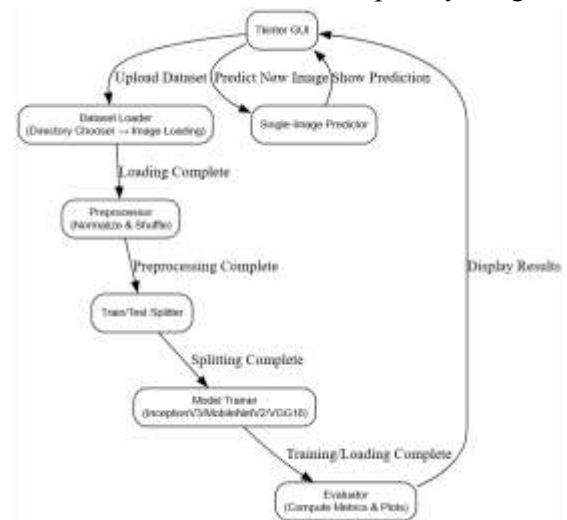 Tkinter GUI
Upload Dataset
Predict New Image
Show Prediction
Dataset Loader
(Directory Chooser → Image Loading)
Single-Image Predictor
Loading Complete
Preprocessor
(Normalize & Shuffle)
Preprocessing Complete
Display Results
Train/Test Splitter
Splitting Complete
Model Trainer
(InceptionV3/MobileNetV2/VGG16)
Training/Loading Complete
Evaluator
(Compute Metrics & Plots)